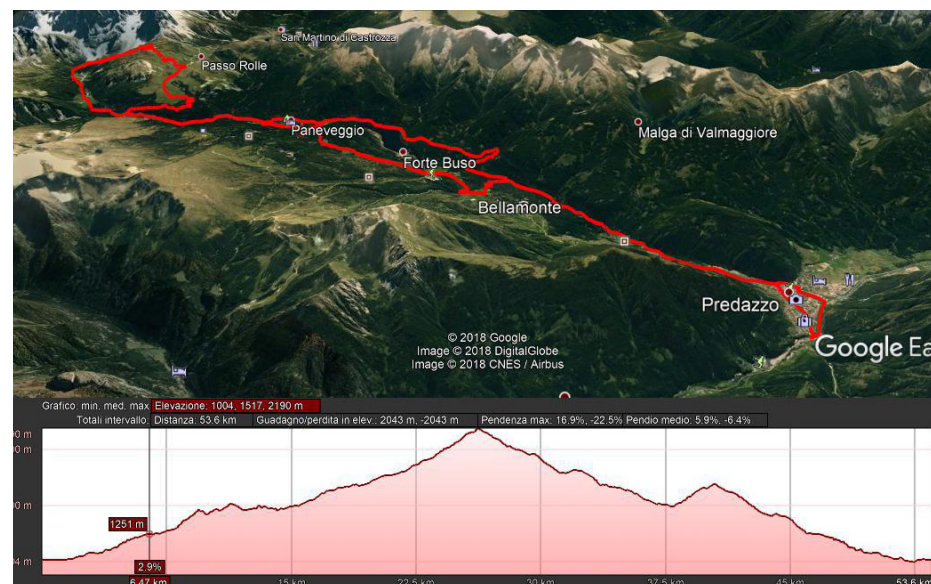 San Martino di Castrozza
Passo Rolle
Paneveggio
Malga di Valmaggiore
Forte Buso
Bellamonte
Predazzo
© 2018 Google
Image © 2018 DigitalGlobe
Image © 2018 CNES / Airbus
Google Ea
Grafico: min. med. max Elevazione: 1004, 1517, 2190 m
Totali intervallo: Distanza: 53.6 km Guadagno/perdita in elev.: 2043 m, -2043 m Pendenza max: 16.9%, -22.5% Pendio medio: 5.9%, -6.4%
1251 m
2,9%
6.47 km 15 km 22.5 km 30 km 37.5 km 45 km 53.6 km